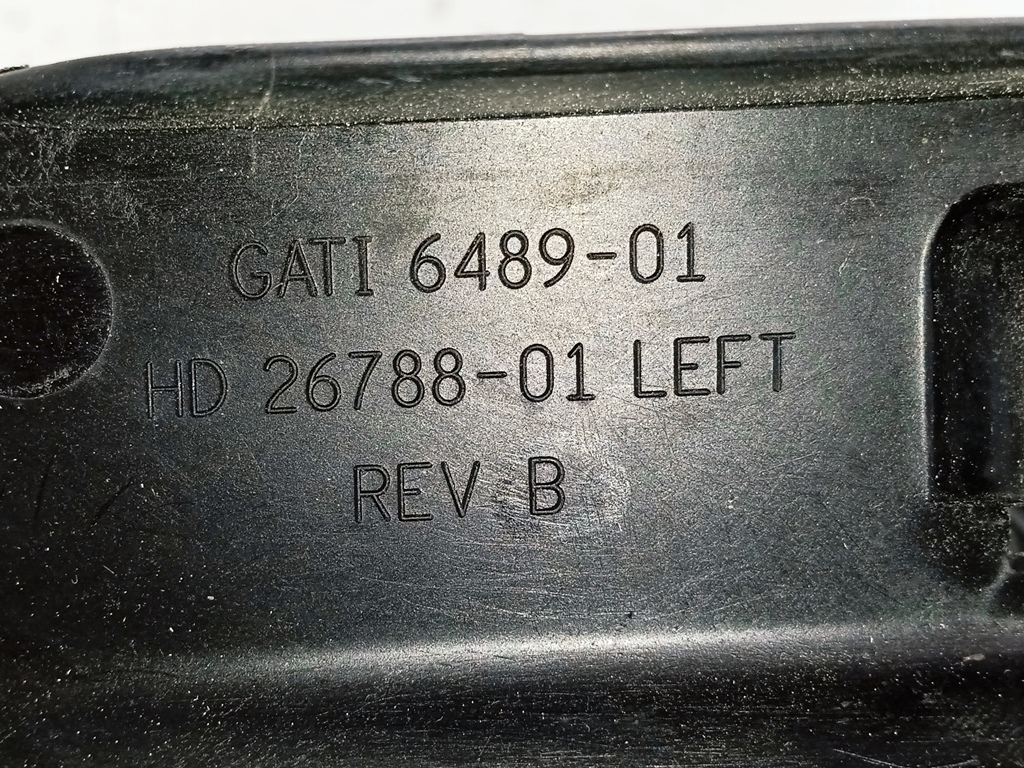 GATI 6489-01
HD 26788-01 LEFT
REV B